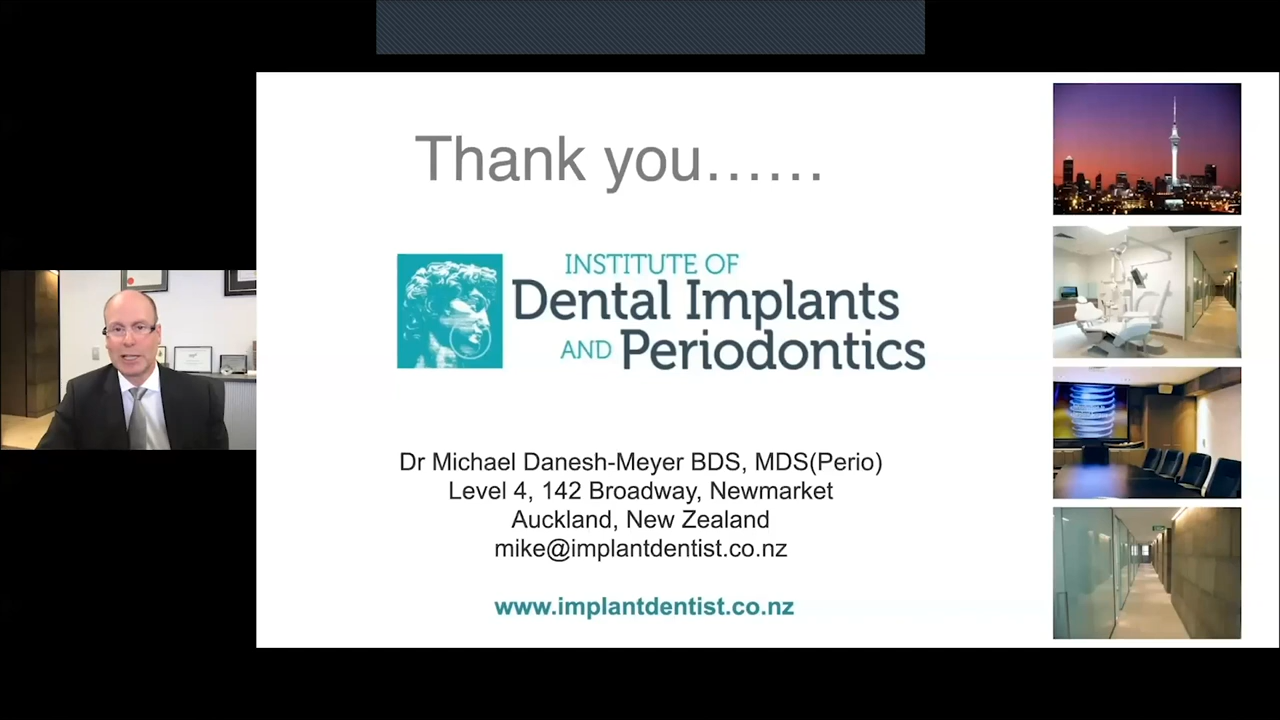 Thank you……
INSTITUTE OF
Dental Implants
AND Periodontics
Dr Michael Danesh-Meyer BDS, MDS(Perio)
Level 4, 142 Broadway, Newmarket
Auckland, New Zealand
mike@implantdentist.co.nz
www.implantdentist.co.nz